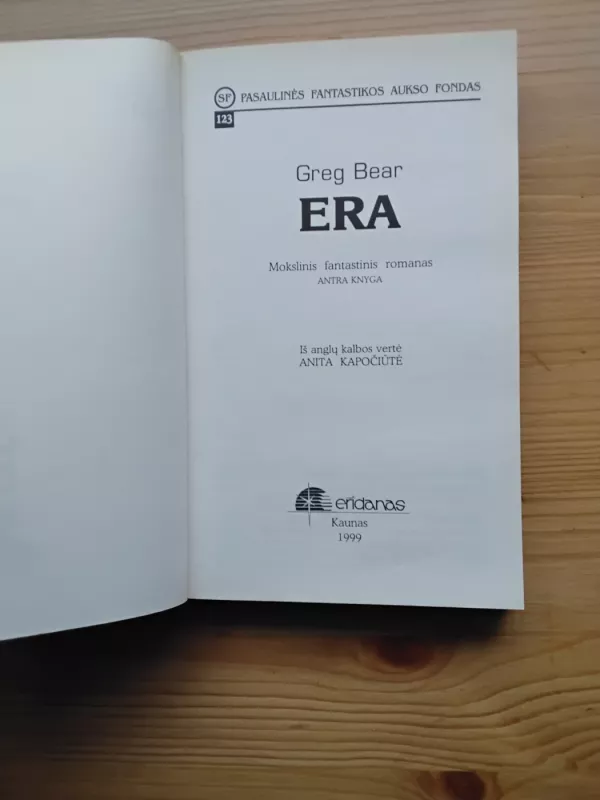 SF PASAULINĖS FANTASTIKOS AUKSO FONDAS
123
Greg Bear
ERA
Mokslinis fantastinis romanas
ANTRA KNYGA
Iš anglų kalbos vertė
ANITA KAPOČIŪTĖ
eridanas
Kaunas
1999